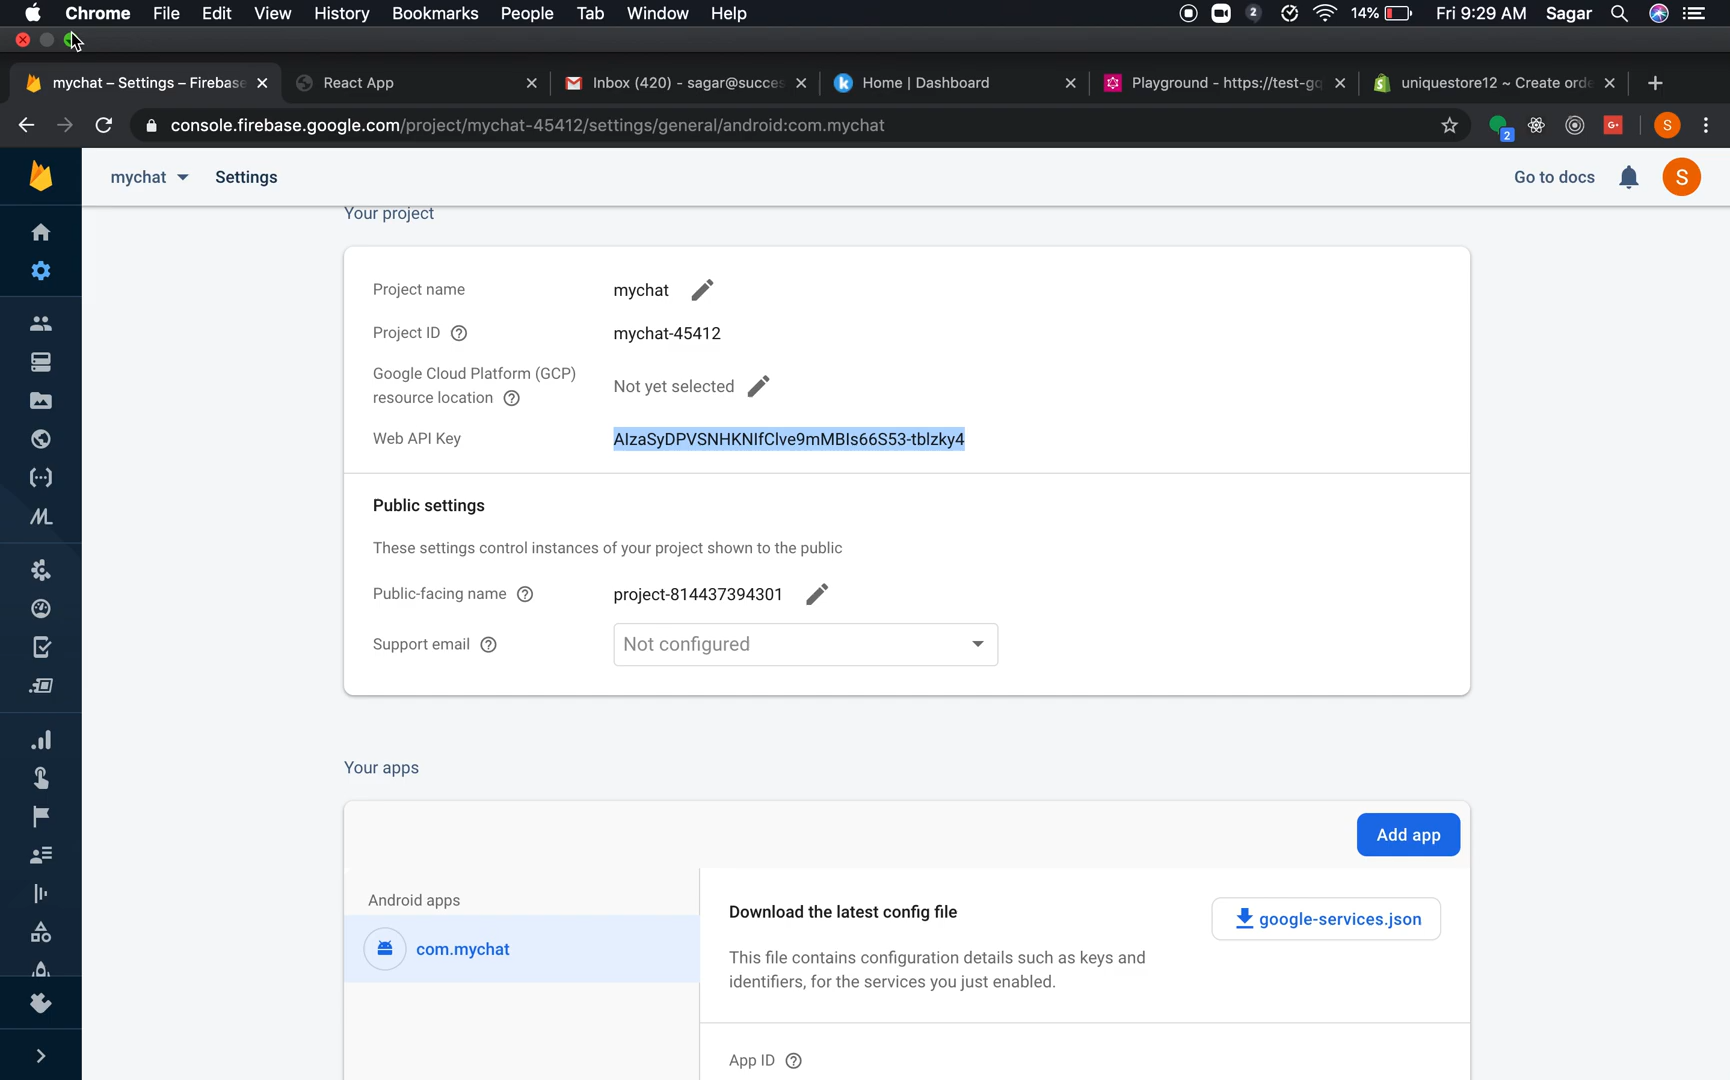 Chrome File Edit View History Bookmarks People Tab Window Help 2 14% Fri 9:29 AM Sagar
mychat – Settings – Firebase React App Inbox (420) - sagar@succes Home | Dashboard Playground - https://test-gq uniquestore12 ~ Create orde
console.firebase.google.com/project/mychat-45412/settings/general/android:com.mychat 2 G+ S
mychat Settings Go to docs S
Your project
Project name mychat
Project ID mychat-45412
Google Cloud Platform (GCP)
resource location Not yet selected
Web API Key AIzaSyDPVSNHKNIfClve9mMBIs66S53-tblzky4
Public settings
These settings control instances of your project shown to the public
Public-facing name project-814437394301
Support email Not configured
Your apps
Add app
Android apps
com.mychat
Download the latest config file
google-services.json
This file contains configuration details such as keys and
identifiers, for the services you just enabled.
App ID